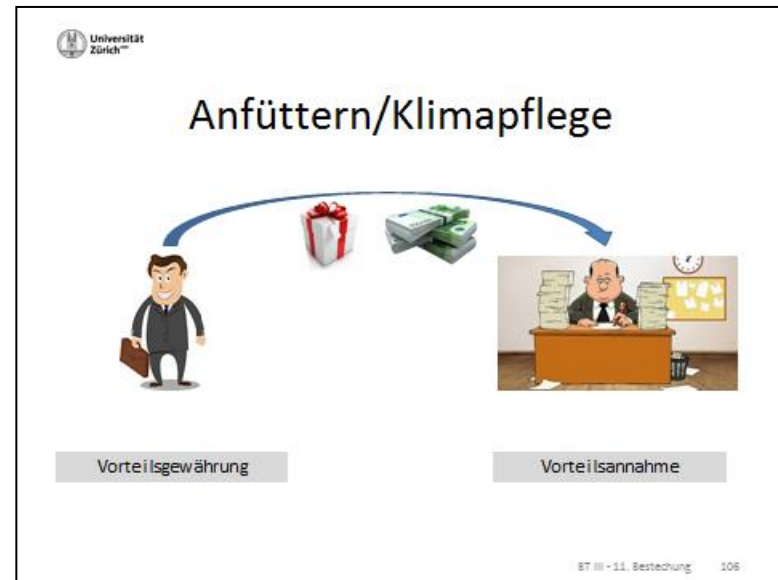 Universität
Zürich
Anfüttern/Klimapflege
Vorteilsgewährung
Vorteilsannahme
BT III - 11. Bestechung 106